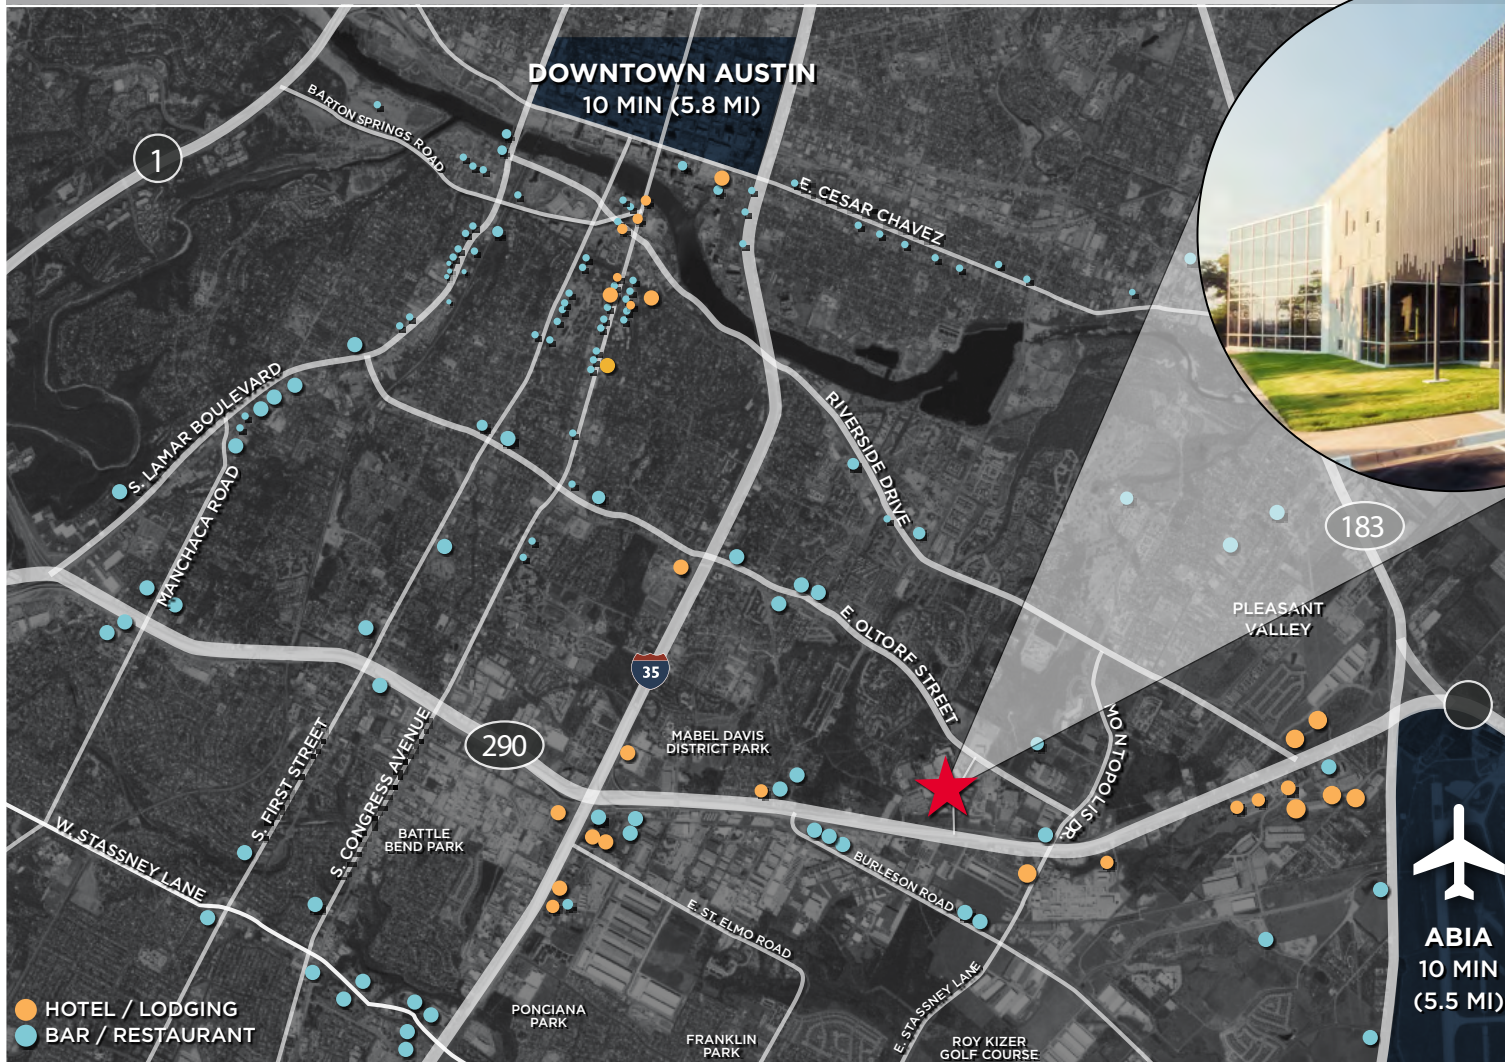 DOWNTOWN AUSTIN
10 MIN (5.8 MI)
BARTON SPRINGS ROAD
1
E. CESAR CHAVEZ
S. LAMAR BOULEVARD
RIVERSIDE DRIVE
MANCHACA ROAD
183
PLEASANT
VALLEY
E. OLTORF STREET
35
MONTOPOLIS DR.
290
MABEL DAVIS
DISTRICT PARK
S. FIRST STREET
S. CONGRESS AVENUE
BATTLE
BEND PARK
W. STASSNEY LANE
BURLESON ROAD
E. ST. ELMO ROAD
E. STASSNEY LANE
ABIA
10 MIN
(5.5 MI)
HOTEL / LODGING
BAR / RESTAURANT
PONCIANA
PARK
FRANKLIN
PARK
ROY KIZER
GOLF COURSE